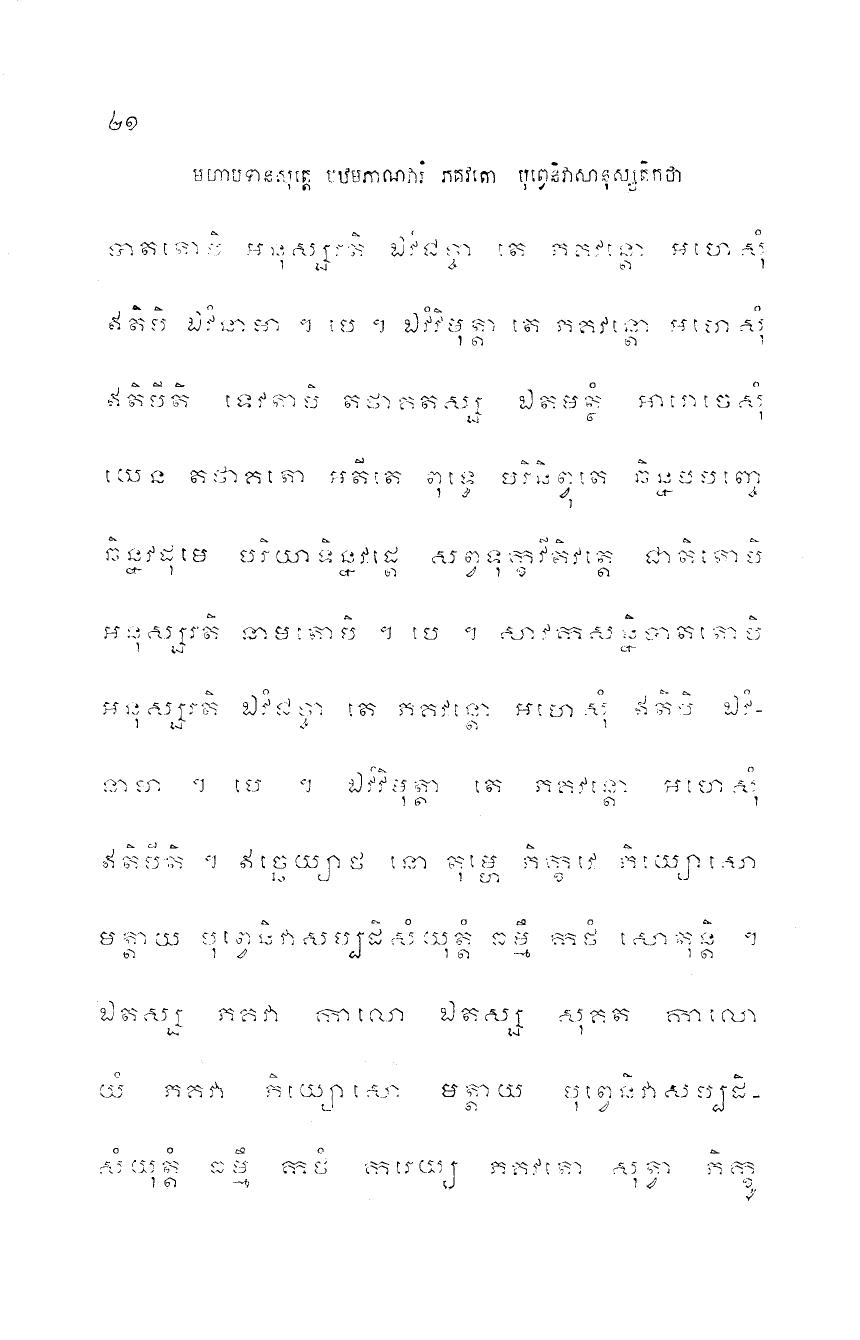 ២១
មហាបទានសុត្តេ បឋមភាណវារំ ភគវតោ បុព្វេនិវាសានុស្សតិកថា
ជាតិតោបិ អនុស្សរតិ ឯវំជច្ចា តេ ភគវន្តោ អហេសុំ
ឥតិបិ ឯវំនាមា ។ បេ ។ ឯវំវិមុត្តា តេ ភគវន្តោ អហេសុំ
ឥតិបីតិ ទេវតាបិ តថាគតស្ស ឯតមត្ថំ អារោចេសុំ
យេន តថាគតោ អតីតេ ពុទ្ធេ បរិនិព្វុតេ ឆិន្នបបញ្ចេ
ឆិន្នវដុមេ បរិយាទិន្នវដ្ដេ សព្វទុក្ខវីតិវត្តេ ជាតិតោបិ
អនុស្សរតិ នាមតោបិ ។ បេ ។ សាវកសន្និបាតតោបិ
អនុស្សរតិ ឯវំជច្ចា តេ ភគវន្តោ អហេសុំ ឥតិបិ ឯវំ-
នាមា ។ បេ ។ ឯវំវិមុត្តា តេ ភគវន្តោ អហេសុំ
ឥតិបីតិ ។ ឥច្ឆេយ្យាថ នោ តុម្ហេ ភិក្ខវេ ភិយ្យោសោ
មត្តាយ បុព្វេនិវាសប្បដិសំយុត្តំ ធម្មឹ កថំ សោតុន្តិ ។
ឯតស្ស ភគវា កាលោ ឯតស្ស សុគត កាលោ
យំ ភគវា ភិយ្យោសោ មត្តាយ បុព្វេនិវាសប្បដិ-
សំយុត្តំ ធម្មឹ កថំ ករេយ្យ ភគវតោ សុត្វា ភិក្ខូ